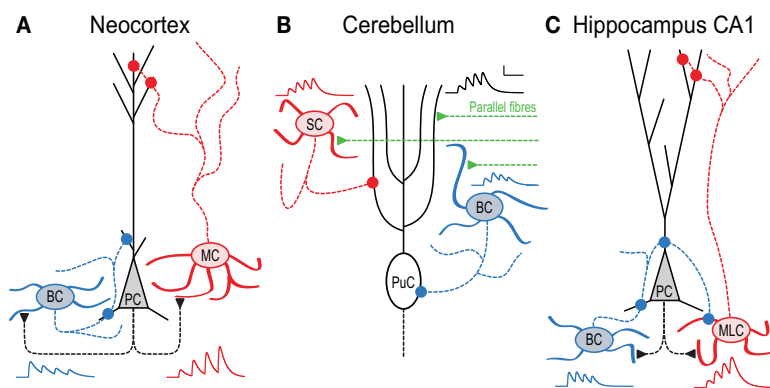 A Neocortex
B Cerebellum
C Hippocampus CA1
Parallel fibres
SC
BC
MC
BC
PC
PuC
PC
BC
MLC